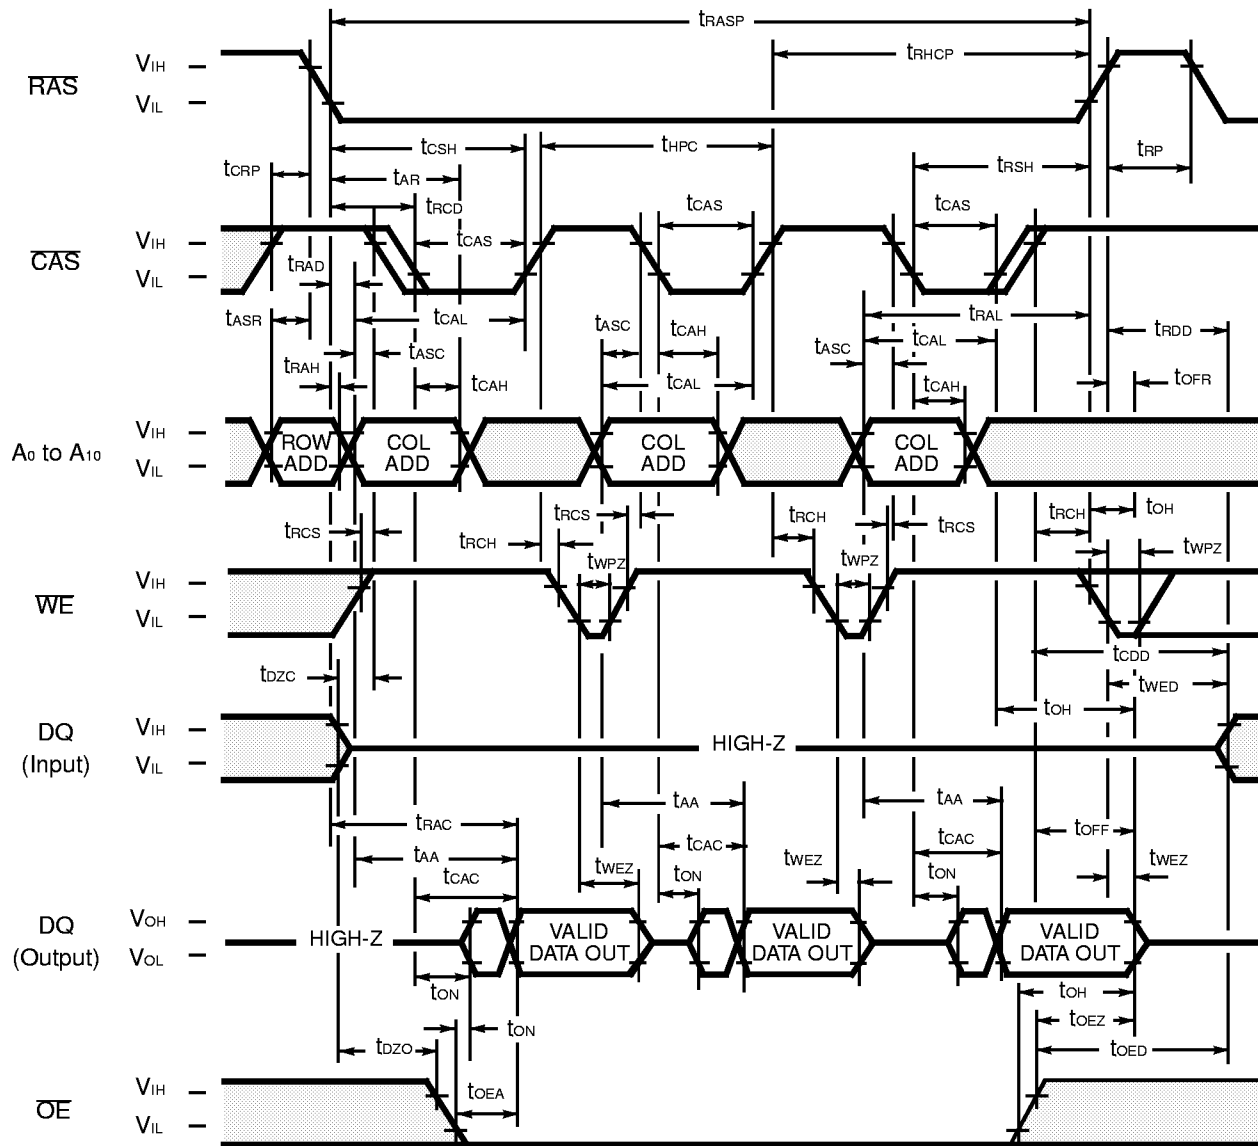 tRASP
tRHCP
RAS
VIH
VIL
tCSH
tHPC
tRP
tCRP
tAR
tRSH
tRCD
tCAS
tCAS
CAS
VIH
VIL
tCAS
tRAD
tASR
tCAL
tASC
tCAH
tRAL
tRDD
tRAH
tASC
tCAL
tASC
tCAL
tCAH
tCAH
tOFR
A0 to A10
VIH
VIL
ROW ADD
COL ADD
COL ADD
COL ADD
tRCS
tRCH
tRCS
tRCH
tRCS
tRCH
tOH
tWPZ
tWPZ
tWPZ
WE
VIH
VIL
tDZC
tCDD
tWED
tOH
DQ (Input)
VIH
VIL
HIGH-Z
tRAC
tAA
tAA
tAA
tCAC
tWEZ
tCAC
tWEZ
tCAC
tOFF
tWEZ
tON
tON
DQ (Output)
VOH
VOL
HIGH-Z
VALID DATA OUT
VALID DATA OUT
VALID DATA OUT
tON
tON
tOH
tOEZ
tOED
tDZO
tOEA
OE
VIH
VIL